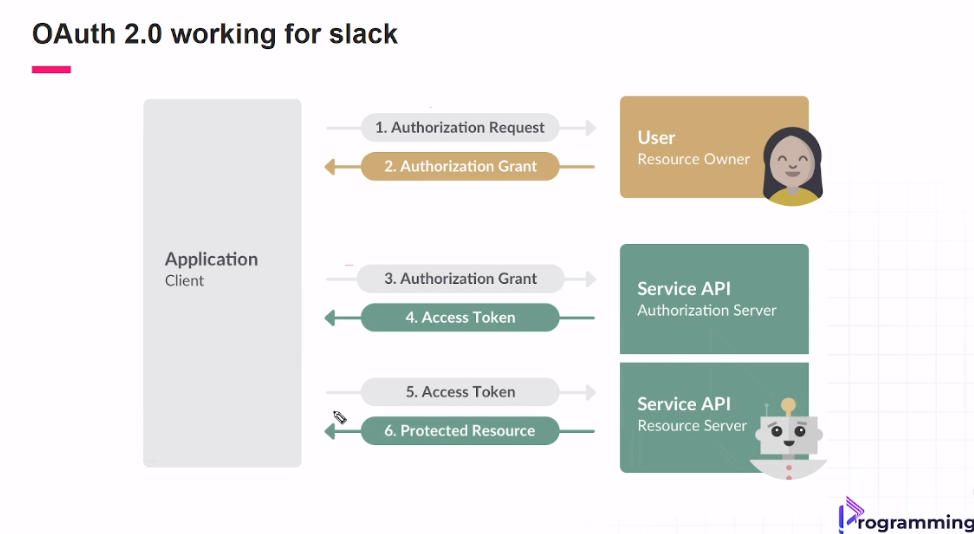 OAuth 2.0 working for slack
1. Authorization Request
2. Authorization Grant
User
Resource Owner
Application
Client
3. Authorization Grant
4. Access Token
Service API
Authorization Server
5. Access Token
6. Protected Resource
Service API
Resource Server
Programming